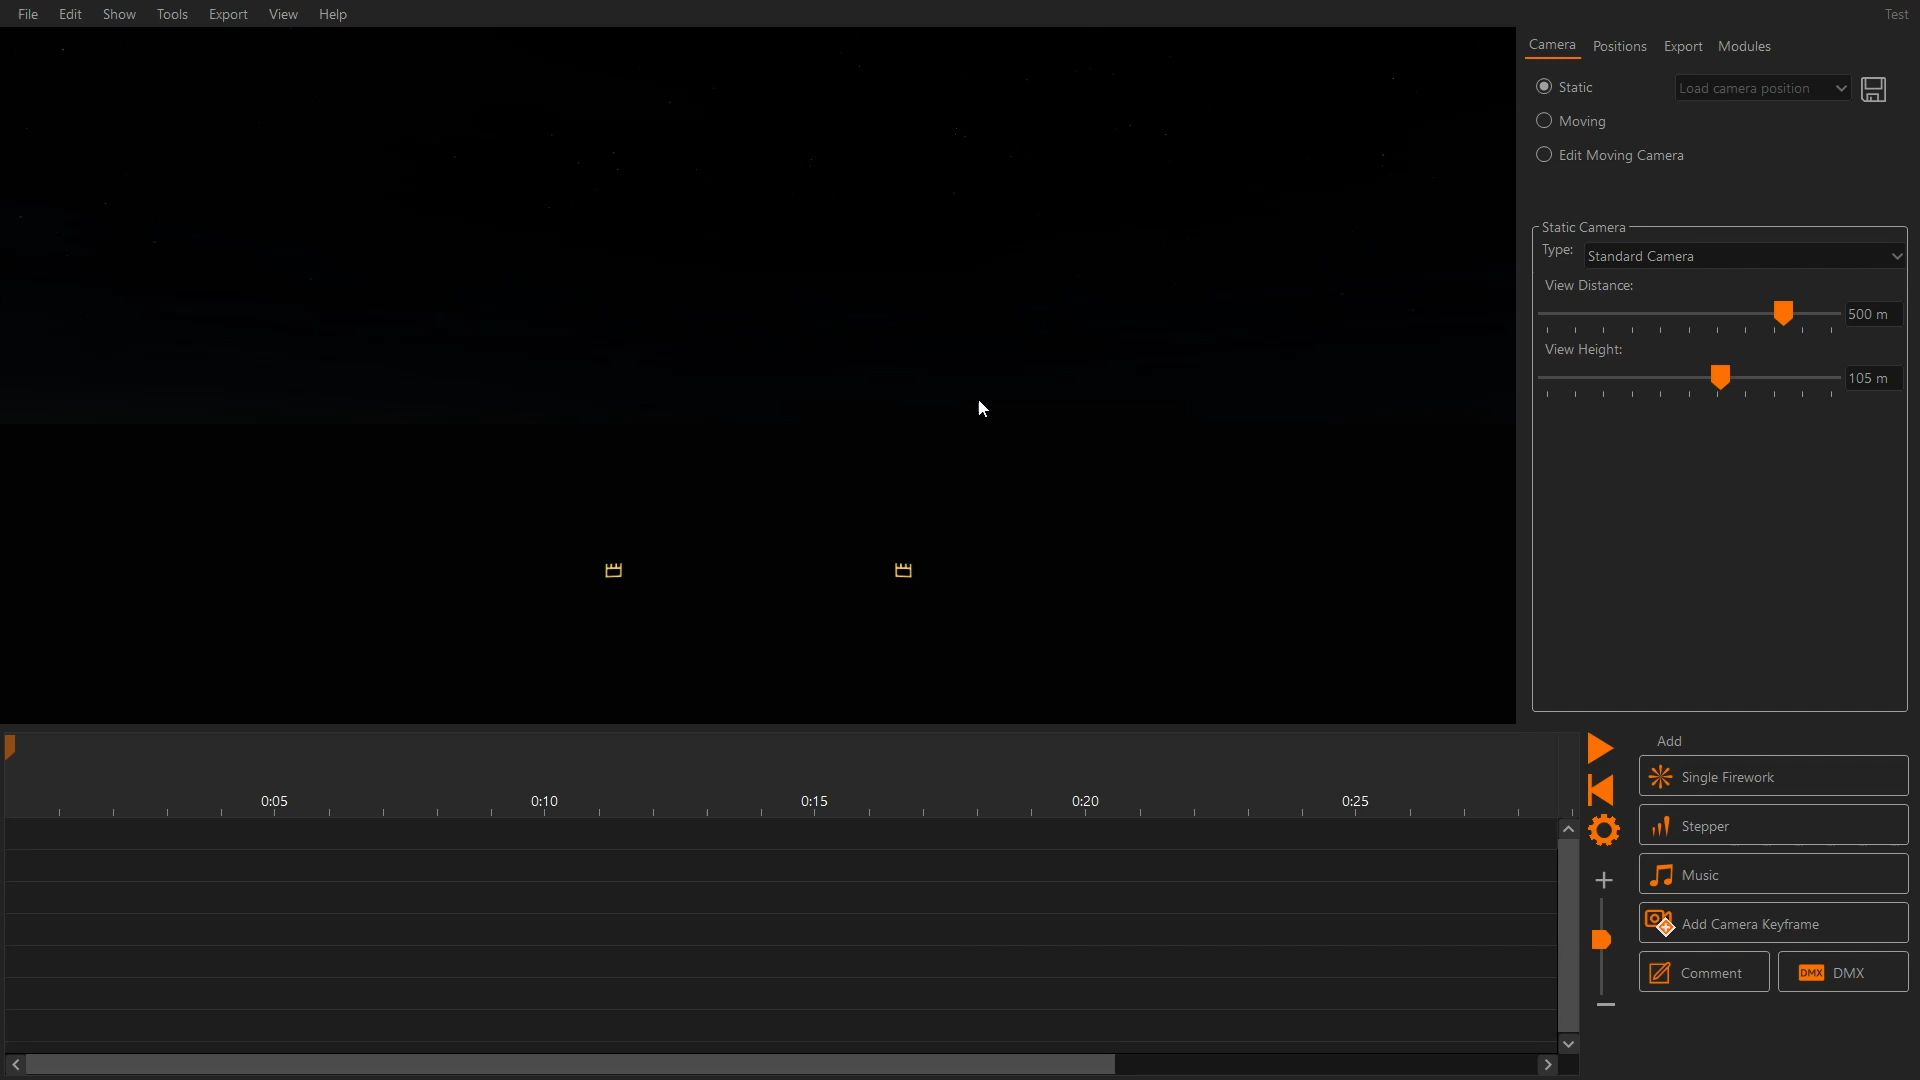 File Edit Show Tools Export View Help Test
Camera Positions Export Modules
Static Load camera position
Moving
Edit Moving Camera
Static Camera
Type: Standard Camera
View Distance:
500 m
View Height:
105 m
Add
Single Firework
0:05 0:10 0:15 0:20 0:25
Stepper
Music
Add Camera Keyframe
Comment DMX DMX